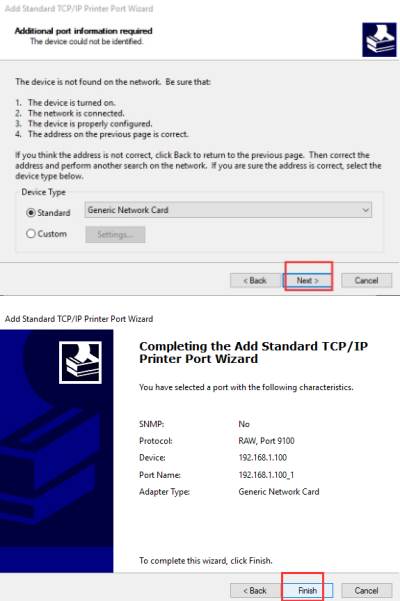 Add Standard TCP/IP Printer Port Wizard
Additional port information required
The device could not be identified.
The device is not found on the network. Be sure that:
1. The device is turned on.
2. The network is connected.
3. The device is properly configured.
4. The address on the previous page is correct.
If you think the address is not correct, click Back to return to the previous page. Then correct the
address and perform another search on the network. If you are sure the address is correct, select the
device type below.
Device Type
Standard Generic Network Card
Custom Settings...
< Back Next > Cancel
Add Standard TCP/IP Printer Port Wizard
Completing the Add Standard TCP/IP
Printer Port Wizard
You have selected a port with the following characteristics.
SNMP: No
Protocol: RAW, Port 9100
Device: 192.168.1.100
Port Name: 192.168.1.100_1
Adapter Type: Generic Network Card
To complete this wizard, click Finish.
< Back Finish Cancel